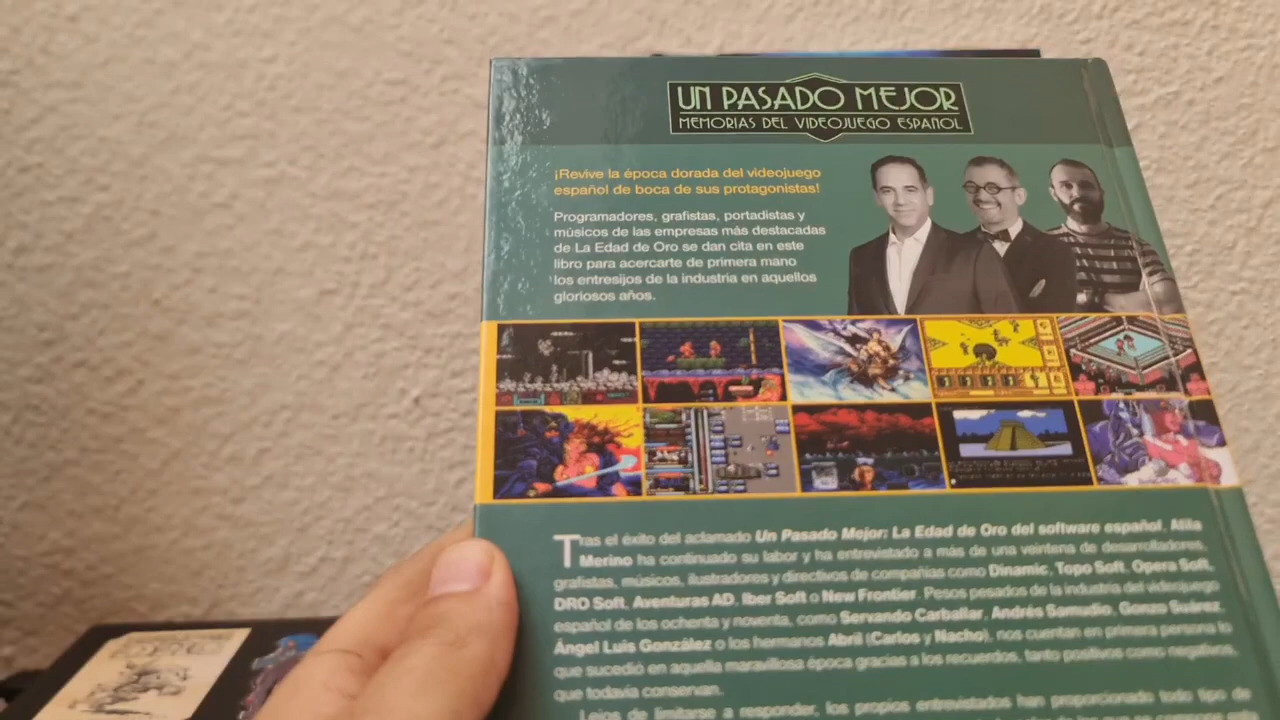 UN PASADO MEJOR
MEMORIAS DEL VIDEOJUEGO ESPAÑOL
¡Revive la época dorada del videojuego
español de boca de sus protagonistas!
Programadores, grafistas, portadistas y
músicos de las empresas más destacadas
de La Edad de Oro se dan cita en este
libro para acercarte de primera mano
los entresijos de la industria en aquellos
gloriosos años.
Tras el éxito del aclamado Un Pasado Mejor: La Edad de Oro del software español, Atila
Merino ha continuado su labor y ha entrevistado a más de una veintena de desarrolladores,
grafistas, músicos, ilustradores y directivos de compañías como Dinamic, Topo Soft, Opera Soft,
DRO Soft, Aventuras AD, Iber Soft o New Frontier. Pesos pesados de la industria del videojuego
español de los ochenta y noventa, como Servando Carballar, Andrés Samudio, Gonzo Suárez,
Ángel Luis González o los hermanos Abril (Carlos y Nacho), nos cuentan en primera persona lo
que sucedió en aquella maravillosa época gracias a los recuerdos, tanto positivos como negativos,
que todavía conservan.
Lejos de limitarse a responder, los propios entrevistados han proporcionado todo tipo de